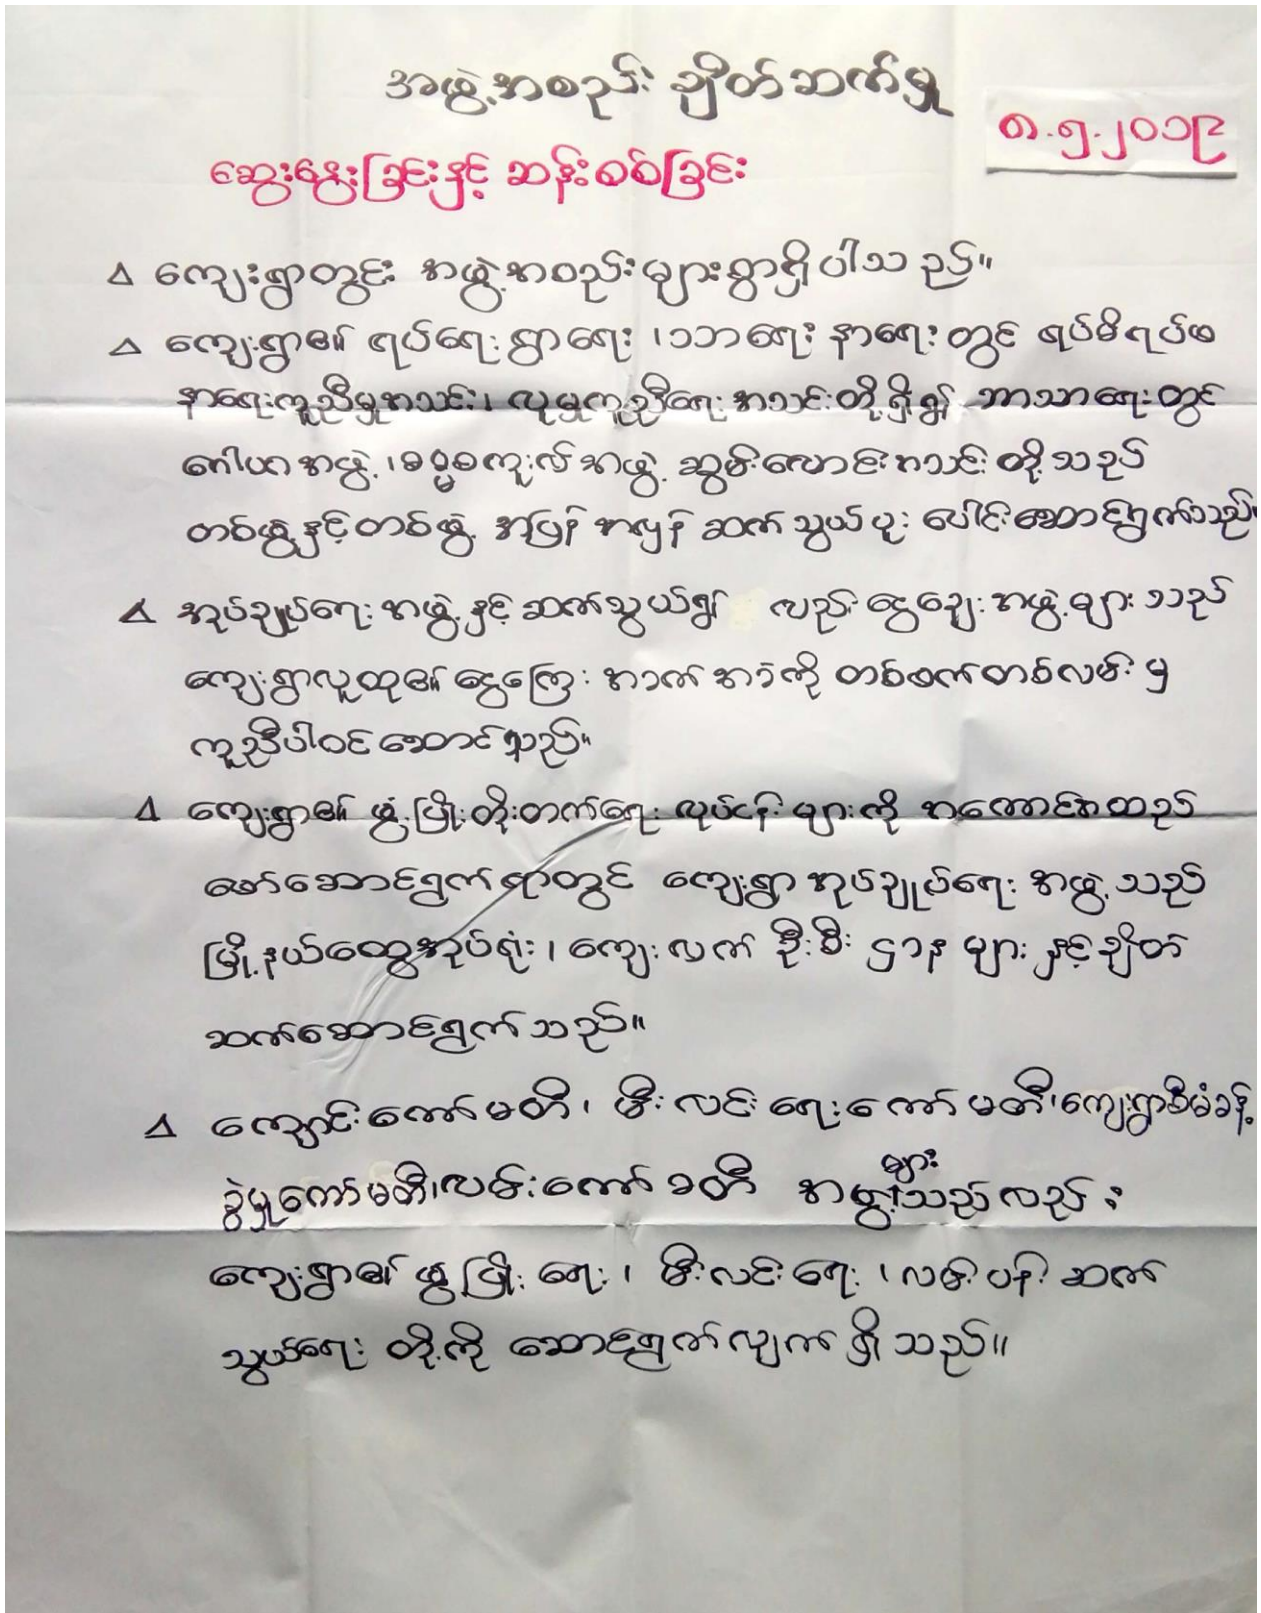 အဖွဲ့အစည်း ချိတ်ဆက်မှု
၈.၅.၂၀၁၉
ဆွေးနွေးခြင်းနှင့် ဆန်းစစ်ခြင်း
∆ ကျေးရွာတွင်း အဖွဲ့အစည်းများစွာရှိပါသည်။
∆ ကျေးရွာ၏ ရပ်ရေးရွာရေး၊ သာရေးနာရေးတွင် ရပ်မိရပ်ဖ
နာရေးကူညီမှုအသင်း၊ လူမှုကူညီရေးအသင်းတို့ရှိ၍ ဘာသာရေးတွင်
ဂေါပကအဖွဲ့၊ ဓမ္မစကူးလ်အဖွဲ့ ဆွမ်းလောင်းအသင်းတို့သည်
တစ်ဖွဲ့နှင့်တစ်ဖွဲ့ အပြန်အလှန် ဆက်သွယ်ပူးပေါင်းဆောင်ရွက်သည်။
∆ အုပ်ချုပ်ရေးအဖွဲ့နှင့် ဆက်သွယ်၍ လည်း ငွေချေးအဖွဲ့များသည်
ကျေးရွာလူထု၏ ငွေကြေးအခက်အခဲကို တစ်ဖက်တစ်လမ်းမှ
ကူညီပါဝင်ဆောင်ရွက်သည်။
∆ ကျေးရွာ၏ ဖွံ့ဖြိုးတိုးတက်ရေးလုပ်ငန်းများကို အကောင်အထည်
ဖော်ဆောင်ရွက်ရာတွင် ကျေးရွာအုပ်ချုပ်ရေးအဖွဲ့သည်
မြို့နယ်ထွေအုပ်ရုံး၊ ကျေးလက်ဦးစီးဌာနများနှင့်ချိတ်
ဆက်ဆောင်ရွက်သည်။
∆ ကျောင်းကော်မတီ၊ မီးလင်းရေးကော်မတီ၊ကျေးရွာစီမံခန့်
ခွဲမှုကော်မတီ၊လမ်းကော်မတီ အဖွဲ့များသည်လည်း
ကျေးရွာ၏ ဖွံ့ဖြိုးရေး၊ မီးလင်းရေး၊ လမ်းပန်းဆက်
သွယ်ရေးတို့ကို ဆောင်ရွက်လျက်ရှိသည်။